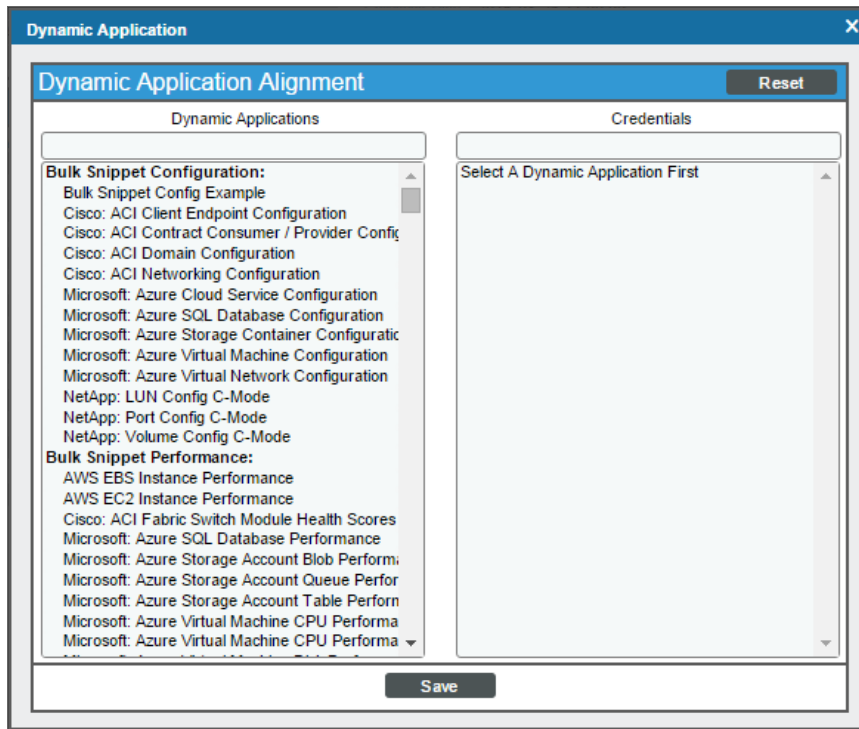 Dynamic Application
Dynamic Application Alignment
Reset
Dynamic Applications
Bulk Snippet Configuration:
Bulk Snippet Config Example
Cisco: ACI Client Endpoint Configuration
Cisco: ACI Contract Consumer / Provider Config
Cisco: ACI Domain Configuration
Cisco: ACI Networking Configuration
Microsoft: Azure Cloud Service Configuration
Microsoft: Azure SQL Database Configuration
Microsoft: Azure Storage Container Configuratic
Microsoft: Azure Virtual Machine Configuration
Microsoft: Azure Virtual Network Configuration
NetApp: LUN Config C-Mode
NetApp: Port Config C-Mode
NetApp: Volume Config C-Mode
Bulk Snippet Performance:
AWS EBS Instance Performance
AWS EC2 Instance Performance
Cisco: ACI Fabric Switch Module Health Scores
Microsoft: Azure SQL Database Performance
Microsoft: Azure Storage Account Blob Performa
Microsoft: Azure Storage Account Queue Perfor
Microsoft: Azure Storage Account Table Perforn
Microsoft: Azure Virtual Machine CPU Performa
Microsoft: Azure Virtual Machine CPU Performa
Credentials
Select A Dynamic Application First
Save